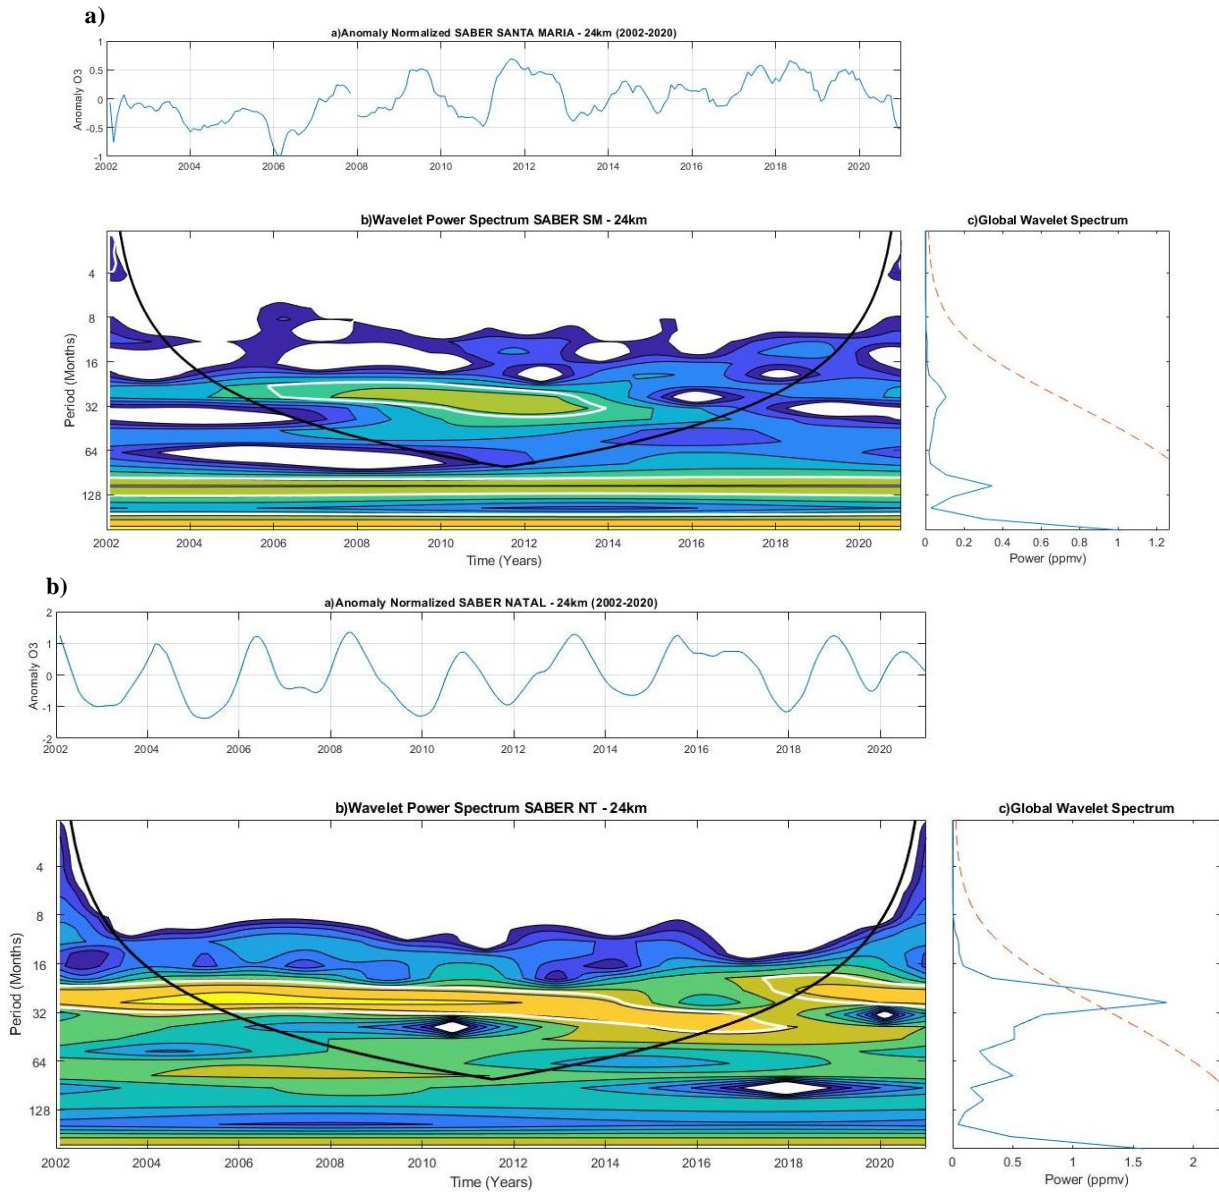 a)
a)Anomaly Normalized SABER SANTA MARIA - 24km (2002-2020)
Anomaly O3
1
0.5
0
-0.5
-1
2002 2004 2006 2008 2010 2012 2014 2016 2018 2020
b)Wavelet Power Spectrum SABER SM - 24km
c)Global Wavelet Spectrum
Period (Months)
4
8
16
32
64
128
2002 2004 2006 2008 2010 2012 2014 2016 2018 2020
Time (Years)
0 0.2 0.4 0.6 0.8 1 1.2
Power (ppmv)
b)
a)Anomaly Normalized SABER NATAL - 24km (2002-2020)
Anomaly O3
2
1
0
-1
-2
2002 2004 2006 2008 2010 2012 2014 2016 2018 2020
b)Wavelet Power Spectrum SABER NT - 24km
c)Global Wavelet Spectrum
Period (Months)
4
8
16
32
64
128
2002 2004 2006 2008 2010 2012 2014 2016 2018 2020
Time (Years)
0 0.5 1 1.5 2
Power (ppmv)